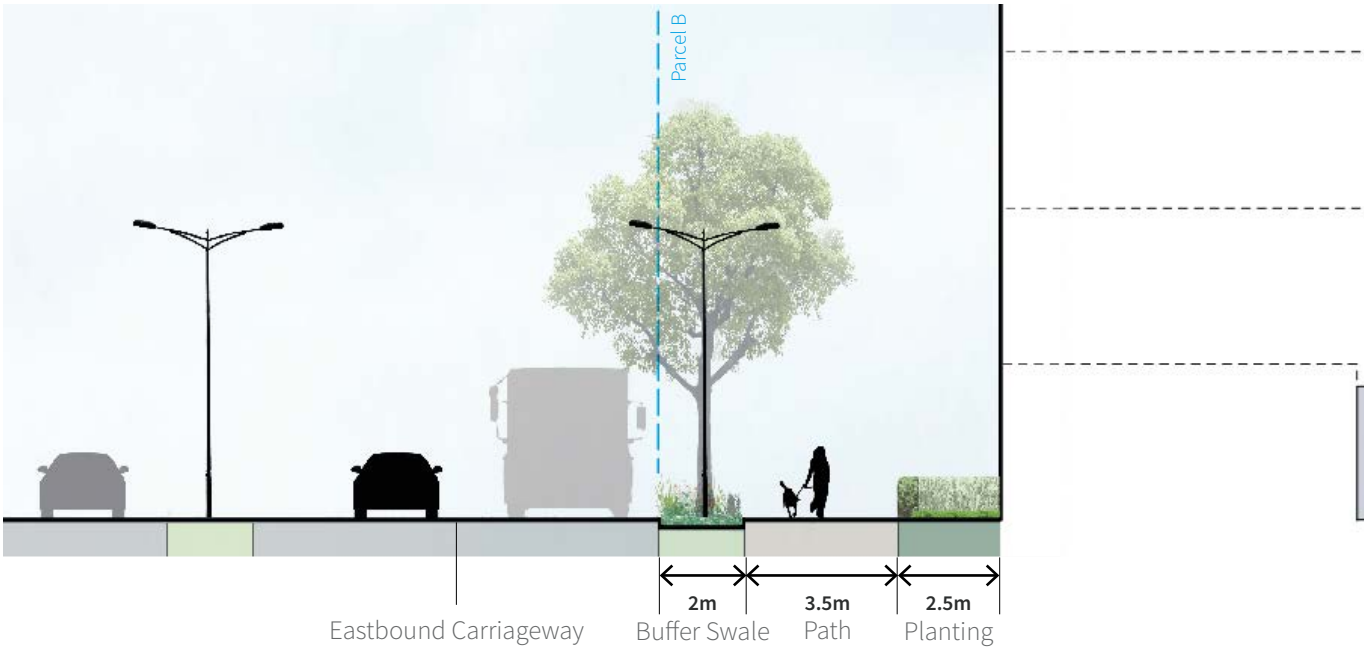 Parcel B
2m
3.5m
2.5m
Eastbound Carriageway
Buffer Swale
Path
Planting